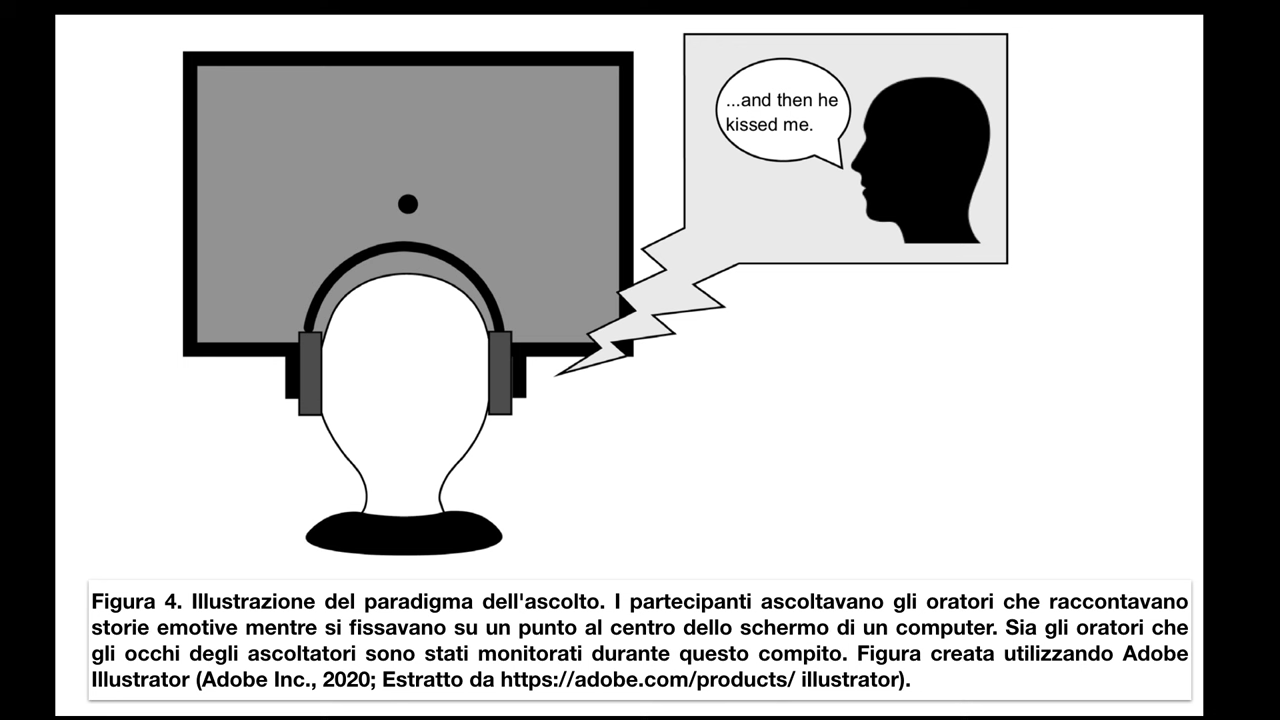 ...and then he
kissed me.
Figura 4. Illustrazione del paradigma dell'ascolto. I partecipanti ascoltavano gli oratori che raccontavano
storie emotive mentre si fissavano su un punto al centro dello schermo di un computer. Sia gli oratori che
gli occhi degli ascoltatori sono stati monitorati durante questo compito. Figura creata utilizzando Adobe
Illustrator (Adobe Inc., 2020; Estratto da https://adobe.com/products/ illustrator).